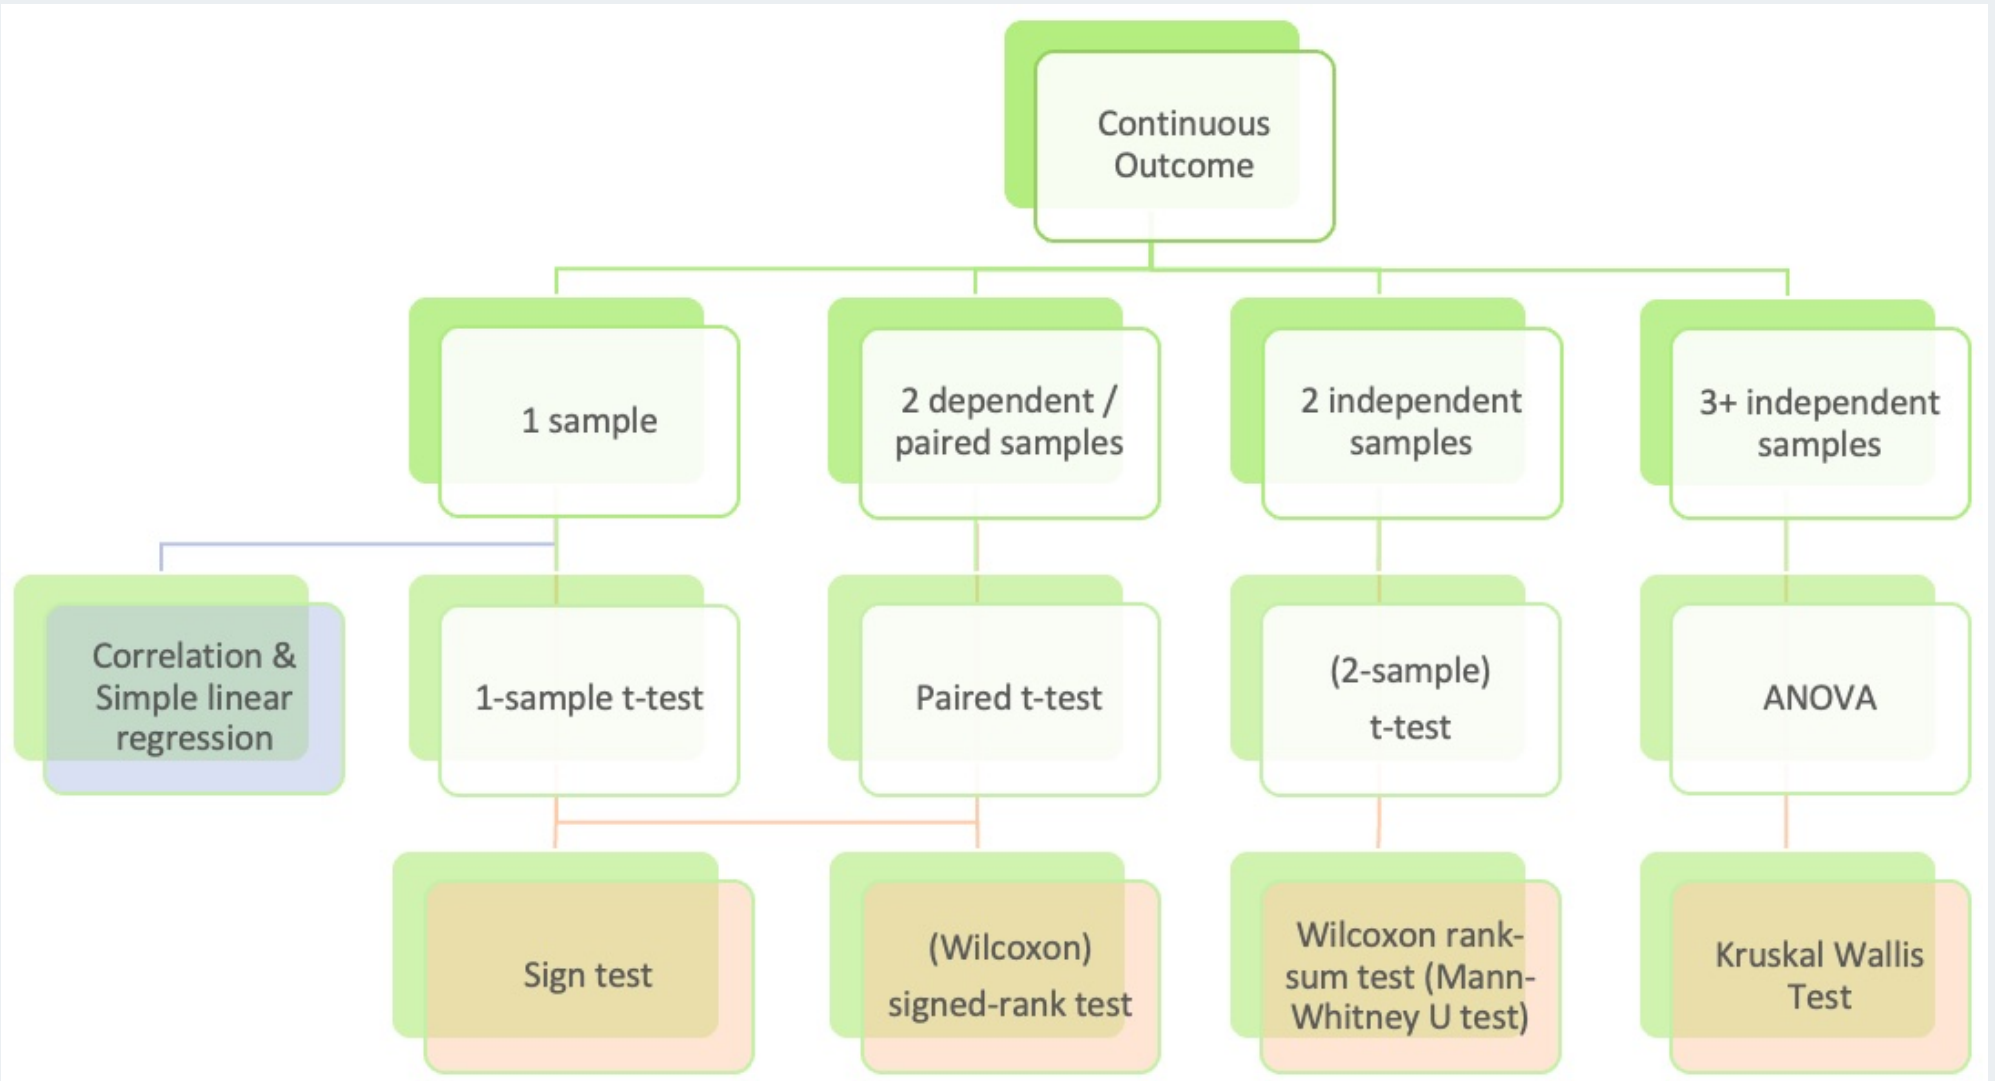 Continuous
Outcome
1 sample
2 dependent /
paired samples
2 independent
samples
3+ independent
samples
Correlation &
Simple linear
regression
1-sample t-test
Paired t-test
(2-sample)
t-test
ANOVA
Sign test
(Wilcoxon)
signed-rank test
Wilcoxon rank-
sum test (Mann-
Whitney U test)
Kruskal Wallis
Test